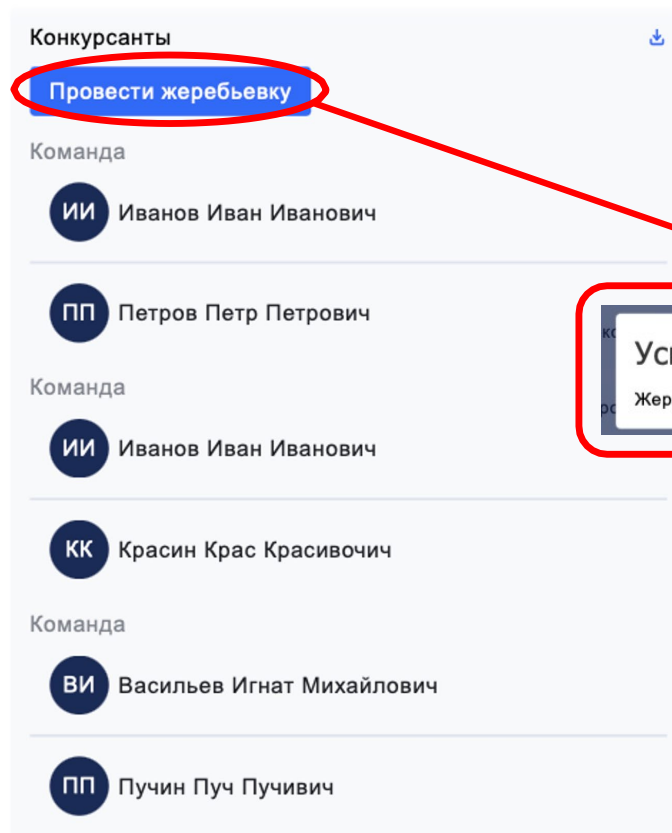 Конкурсанты
Провести жеребьевку
Команда
ИИ Иванов Иван Иванович
ПП Петров Петр Петрович
Команда
ИИ Иванов Иван Иванович
КК Красин Крас Красивочич
Команда
ВИ Васильев Игнат Михайлович
ПП Пучин Пуч Пучивич